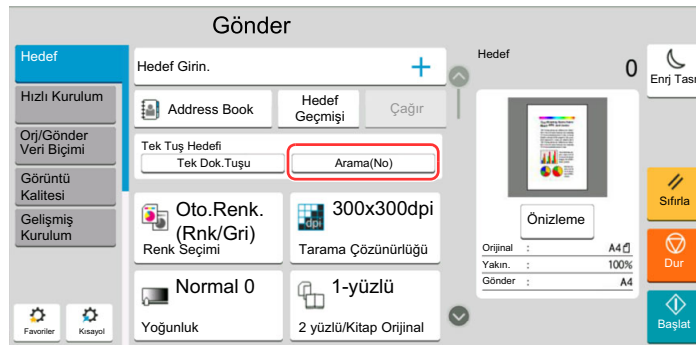 Gönder
Hedef
Hızlı Kurulum
Orj/Gönder
Veri Biçimi
Görüntü
Kalitesi
Gelişmiş
Kurulum
Favoriler
Kısayol
Hedef Girin.
Address Book
Hedef
Geçmişi
Çağır
Tek Tuş Hedefi
Tek Dok.Tuşu
Arama(No)
Oto.Renk.
(Rnk/Gri)
Renk Seçimi
dpi
300x300dpi
Tarama Çözünürlüğü
Normal 0
Yoğunluk
1-yüzlü
2 yüzlü/Kitap Orijinal
Hedef
0
Önizleme
Orijinal : A4
Yakın. : 100%
Gönder : A4
Enrj Tasr
Sıfırla
Dur
Başlat